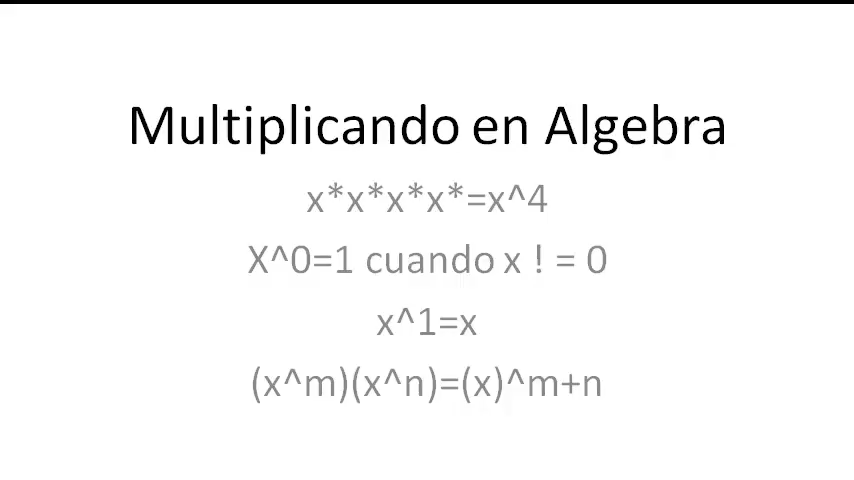 Multiplicando en Algebra
x*x*x*x*=x^4
X^0=1 cuando x ! = 0
x^1=x
(x^m)(x^n)=(x)^m+n